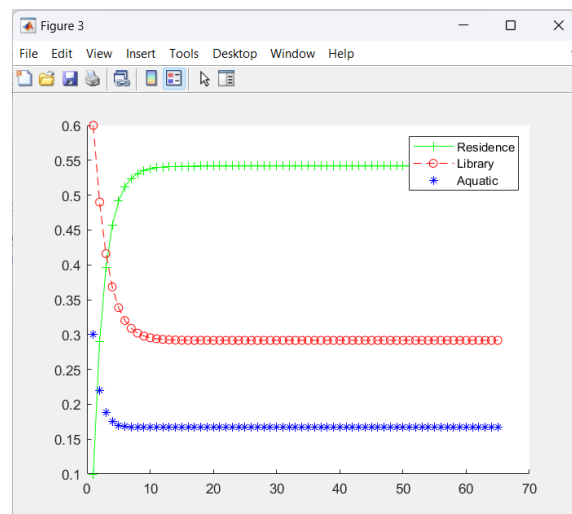 Figure 3
File Edit View Insert Tools Desktop Window Help
0.6
0.55
0.5
0.45
0.4
0.35
0.3
0.25
0.2
0.15
0.1
0 10 20 30 40 50 60 70
Residence
Library
Aquatic